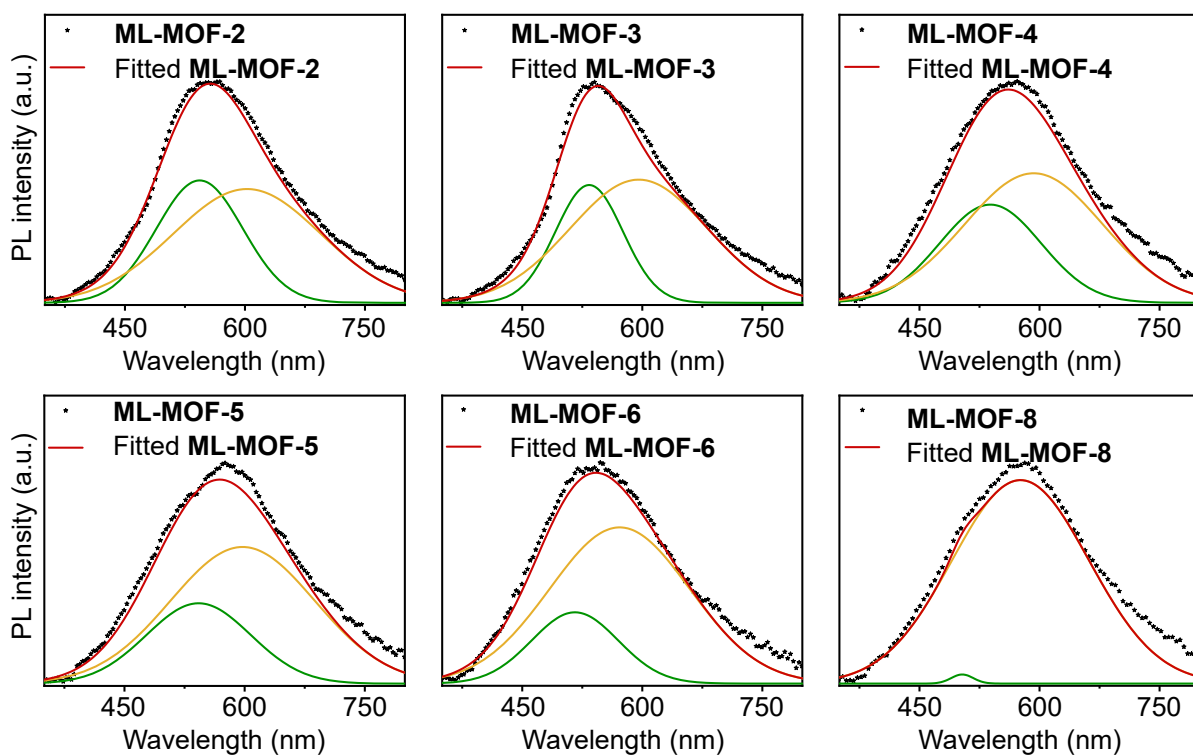 ML-MOF-2
Fitted ML-MOF-2
ML-MOF-3
Fitted ML-MOF-3
ML-MOF-4
Fitted ML-MOF-4
PL intensity (a.u.)
450 600 750
450 600 750
450 600 750
Wavelength (nm)
Wavelength (nm)
Wavelength (nm)
ML-MOF-5
Fitted ML-MOF-5
ML-MOF-6
Fitted ML-MOF-6
ML-MOF-8
Fitted ML-MOF-8
PL intensity (a.u.)
450 600 750
450 600 750
450 600 750
Wavelength (nm)
Wavelength (nm)
Wavelength (nm)